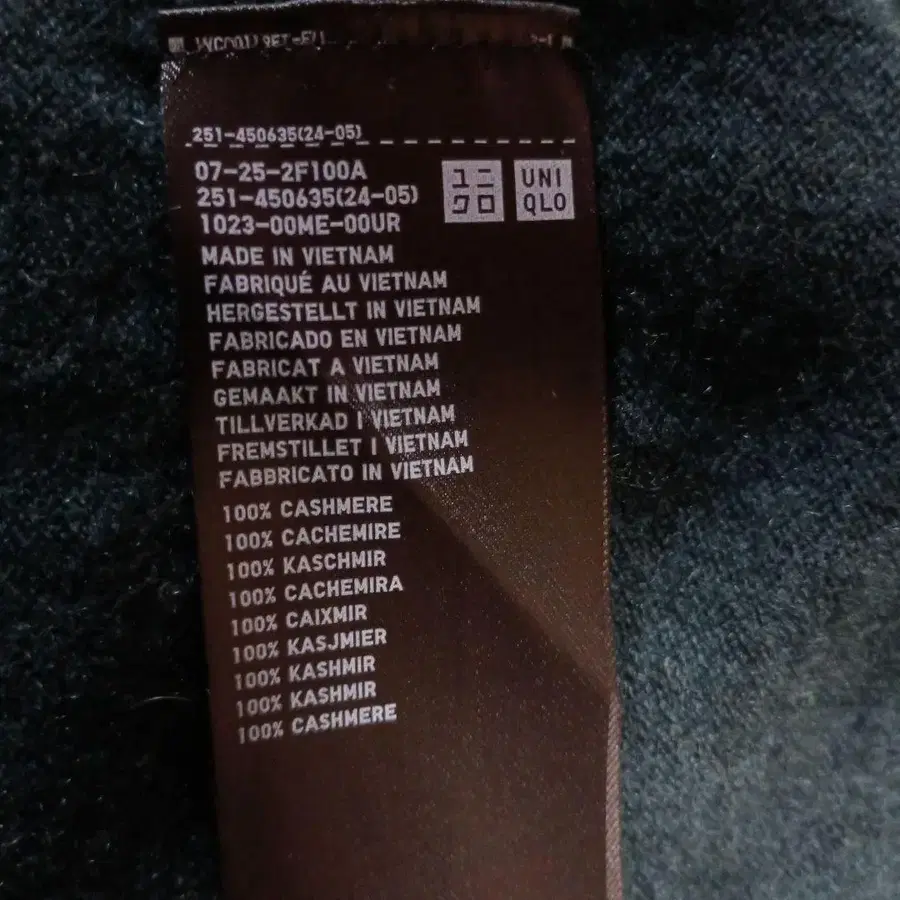 251-450635(24-05)
07-25-2F100A
251-450635(24-05)
1023-00ME-00UR
ユニ
クロ
UNI
QLO
MADE IN VIETNAM
FABRIQUÉ AU VIETNAM
HERGESTELLT IN VIETNAM
FABRICADO EN VIETNAM
FABRICAT A VIETNAM
GEMAAKT IN VIETNAM
TILLVERKAD I VIETNAM
FREMSTILLET I VIETNAM
FABBRICATO IN VIETNAM
100% CASHMERE
100% CACHEMIRE
100% KASCHMIR
100% CACHEMIRA
100% CAIXMIR
100% KASJMIER
100% KASHMIR
100% KASHMIR
100% CASHMERE